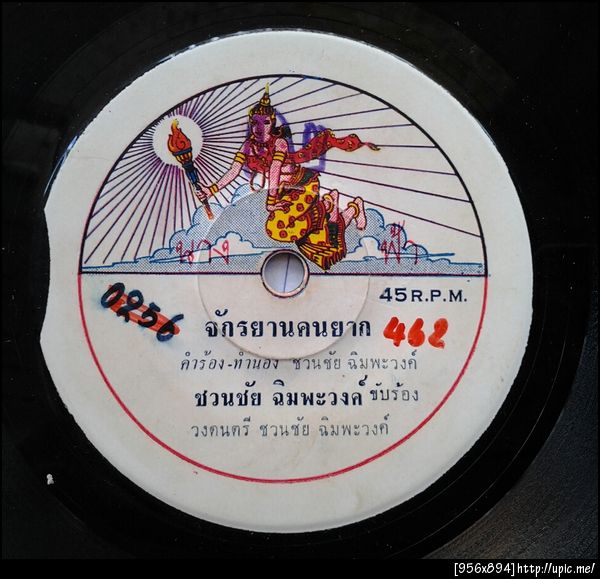 นางฟ้า
45 R.P.M.
0256
จักรยานคนยาก 462
คำร้อง-ทำนอง ชวนชัย ฉิมพะวงค์
ชวนชัย ฉิมพะวงค์ ขับร้อง
วงดนตรี ชวนชัย ฉิมพะวงค์
[956x894]http://upic.me/